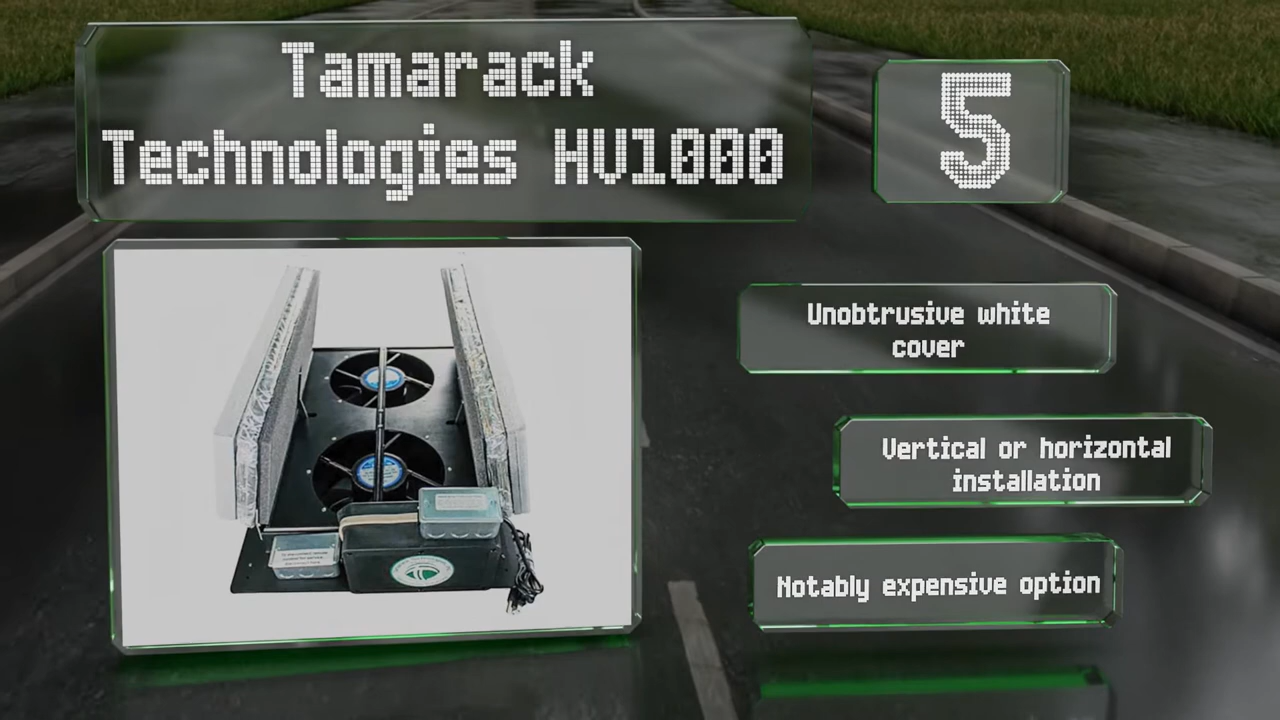 Tamarack
Technologies HV1000
5
Unobtrusive white
cover
Vertical or horizontal
installation
Notably expensive option